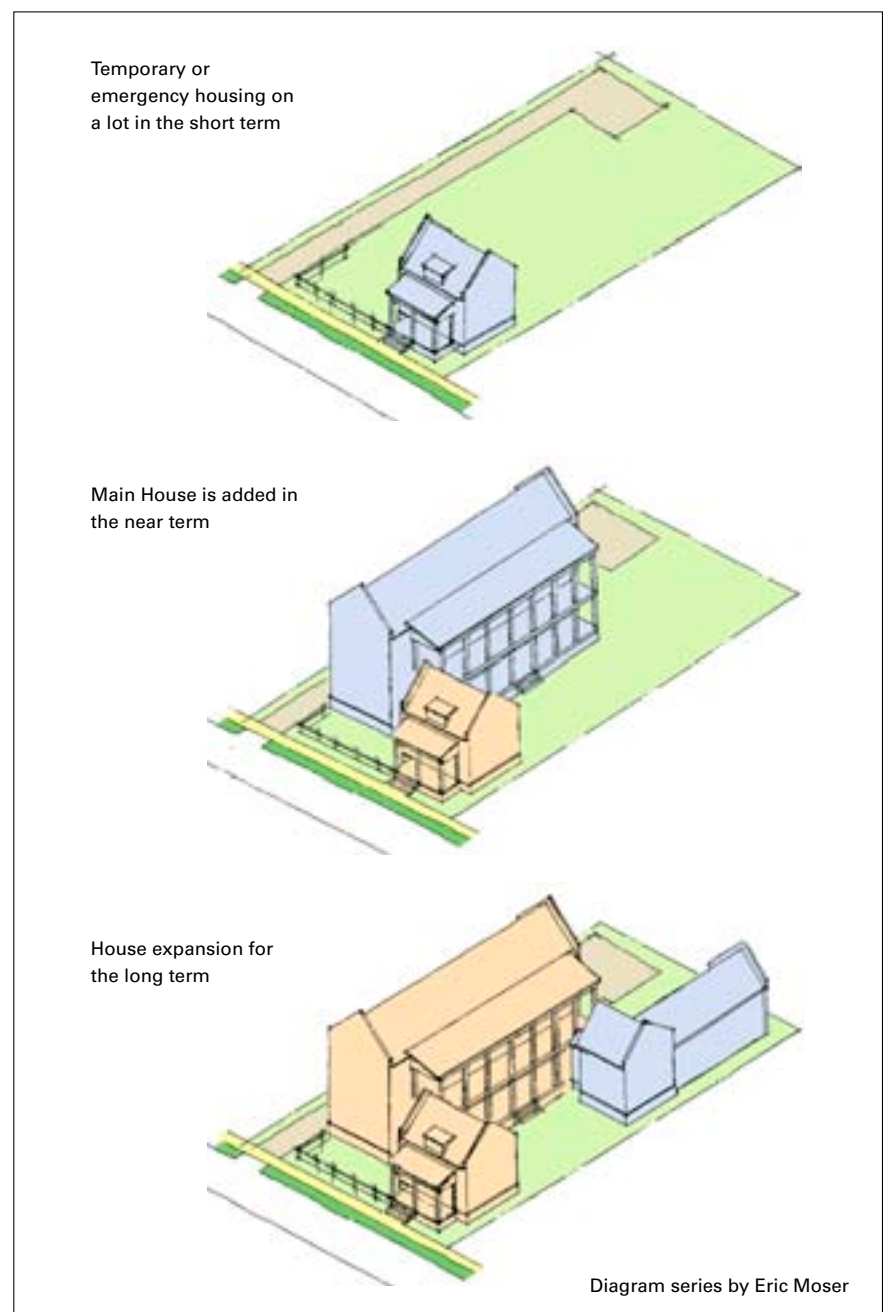 Temporary or
emergency housing on
a lot in the short term
Main House is added in
the near term
House expansion for
the long term
Diagram series by Eric Moser